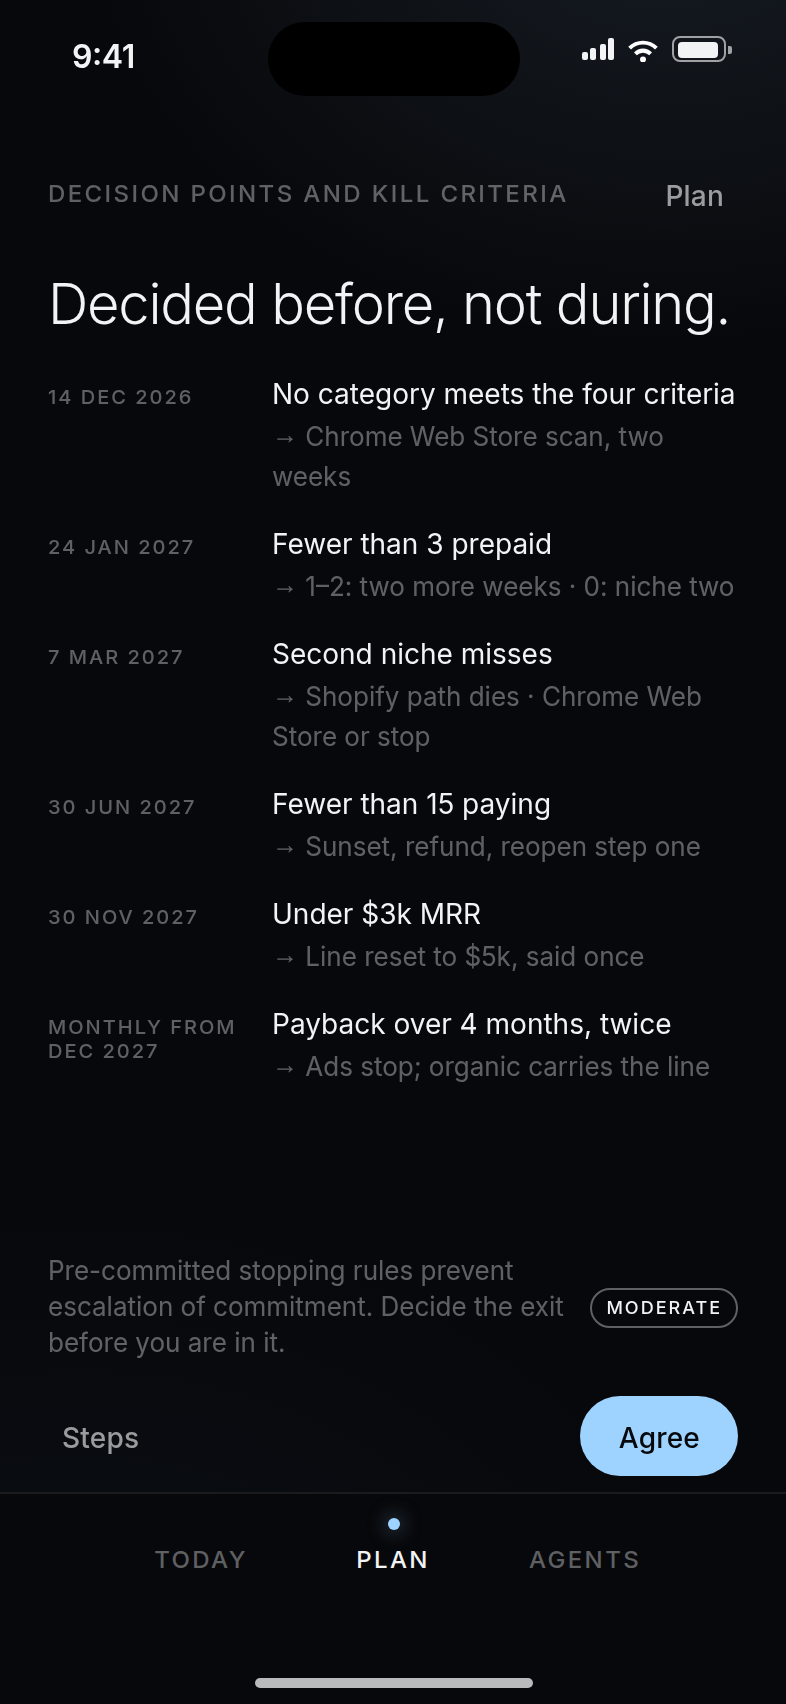 9:41
DECISION POINTS AND KILL CRITERIA
Plan
Decided before, not during.
14 DEC 2026
No category meets the four criteria
→ Chrome Web Store scan, two
weeks
24 JAN 2027
Fewer than 3 prepaid
→ 1–2: two more weeks · 0: niche two
7 MAR 2027
Second niche misses
→ Shopify path dies · Chrome Web
Store or stop
30 JUN 2027
Fewer than 15 paying
→ Sunset, refund, reopen step one
30 NOV 2027
Under $3k MRR
→ Line reset to $5k, said once
MONTHLY FROM
DEC 2027
Payback over 4 months, twice
→ Ads stop; organic carries the line
Pre-committed stopping rules prevent
escalation of commitment. Decide the exit
before you are in it.
MODERATE
Steps
Agree
TODAY
PLAN
AGENTS